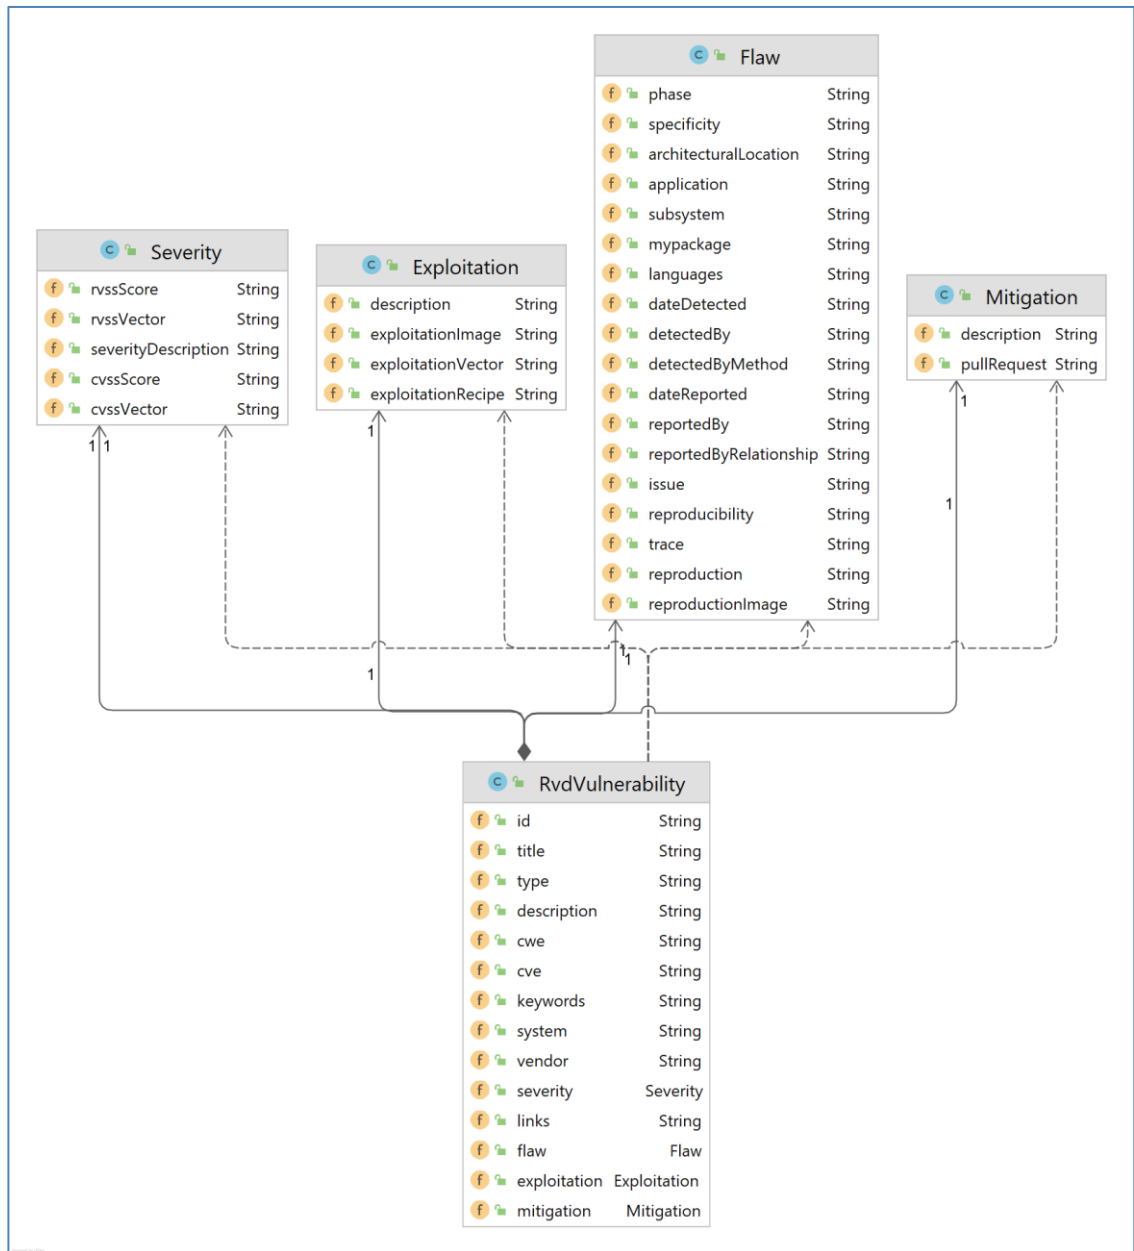 Flaw
phase String
specificity String
architecturalLocation String
application String
subsystem String
mypackage String
languages String
dateDetected String
detectedBy String
detectedByMethod String
dateReported String
reportedBy String
reportedByRelationship String
issue String
reproducibility String
trace String
reproduction String
reproductionImage String
Severity
rvssScore String
rvssVector String
severityDescription String
cvssScore String
cvssVector String
Exploitation
description String
exploitationImage String
exploitationVector String
exploitationRecipe String
Mitigation
description String
pullRequest String
1 1
1
1
1
1
1
1
RvdVulnerability
id String
title String
type String
description String
cwe String
cve String
keywords String
system String
vendor String
severity Severity
links String
flaw Flaw
exploitation Exploitation
mitigation Mitigation